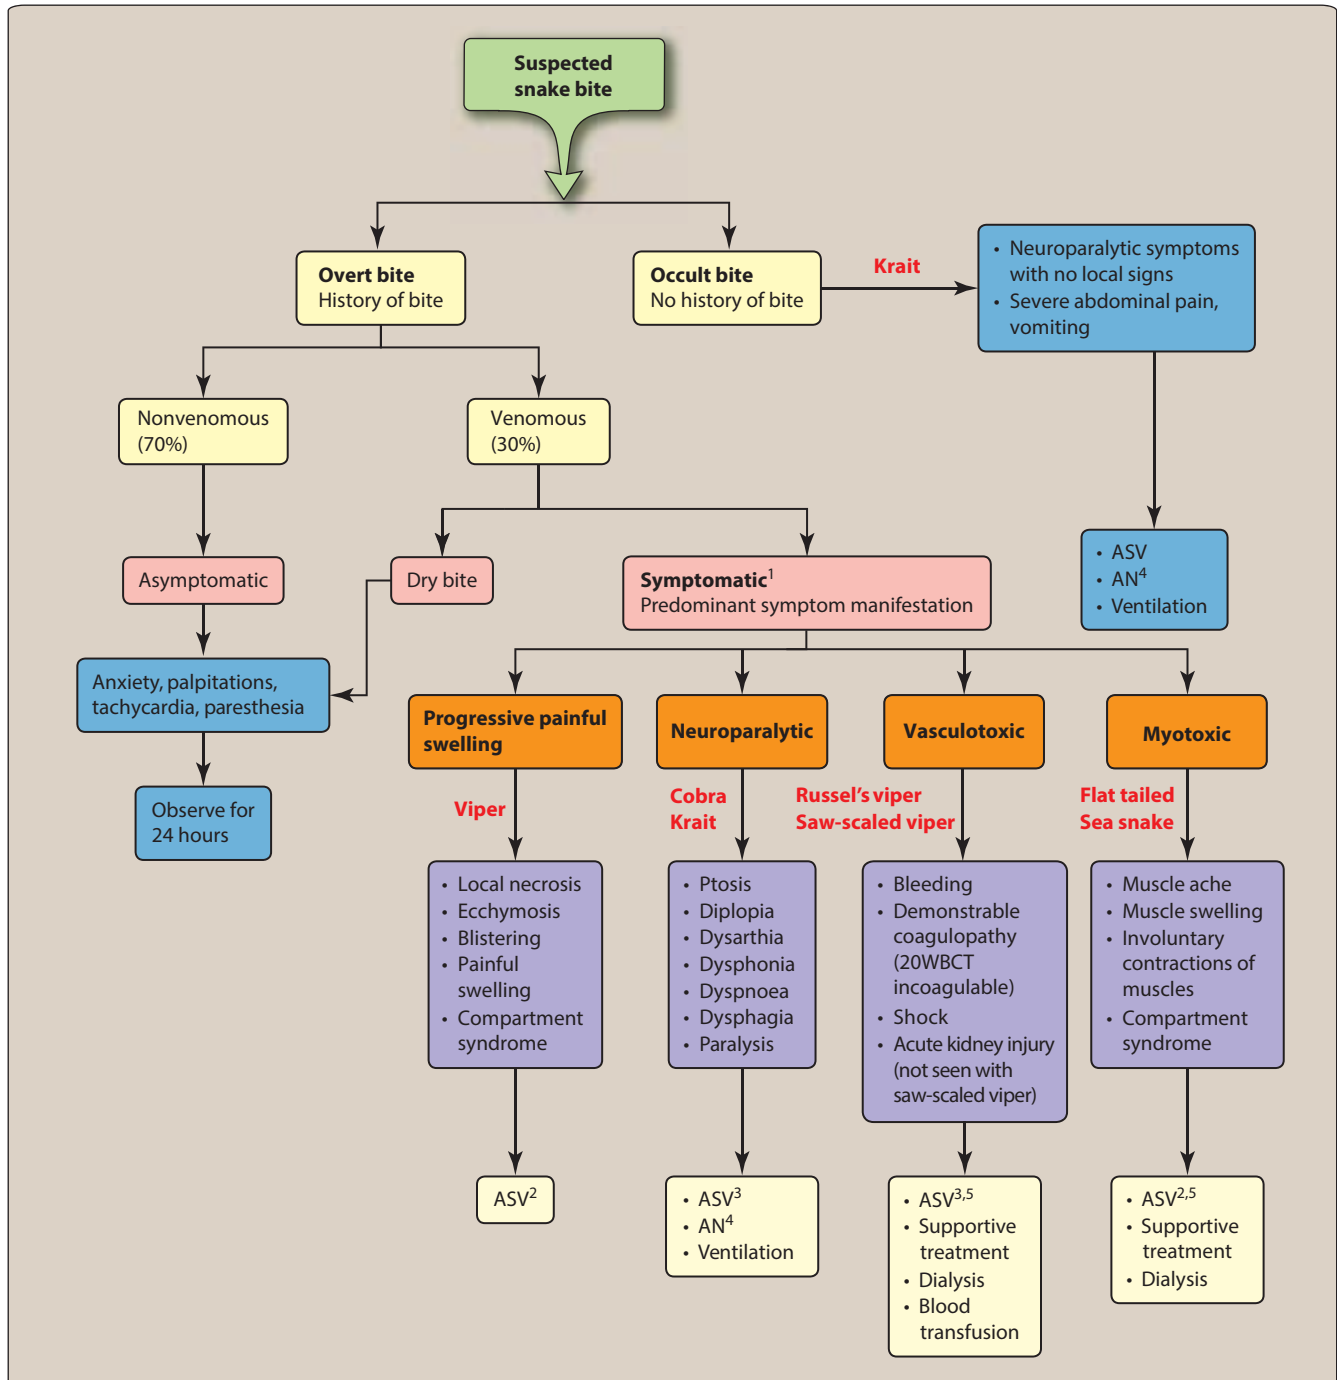 Suspected
snake bite
Overt bite
History of bite
Occult bite
No history of bite
Krait
• Neuroparalytic symptoms
with no local signs
• Severe abdominal pain,
vomiting
Nonvenomous
(70%)
Venomous
(30%)
• ASV
• AN4
• Ventilation
Asymptomatic
Dry bite
Symptomatic1
Predominant symptom manifestation
Anxiety, palpitations,
tachycardia, paresthesia
Observe for
24 hours
Progressive painful
swelling
Neuroparalytic
Vasculotoxic
Myotoxic
Viper
Cobra
Krait
Russel's viper
Saw-scaled viper
Flat tailed
Sea snake
• Local necrosis
• Ecchymosis
• Blistering
• Painful
swelling
• Compartment
syndrome
• Ptosis
• Diplopia
• Dysarthia
• Dysphonia
• Dyspnoea
• Dysphagia
• Paralysis
• Bleeding
• Demonstrable
coagulopathy
(20WBCT
incoagulable)
• Shock
• Acute kidney injury
(not seen with
saw-scaled viper)
• Muscle ache
• Muscle swelling
• Involuntary
contractions of
muscles
• Compartment
syndrome
ASV2
• ASV3
• AN4
• Ventilation
• ASV3,5
• Supportive
treatment
• Dialysis
• Blood
transfusion
• ASV2,5
• Supportive
treatment
• Dialysis